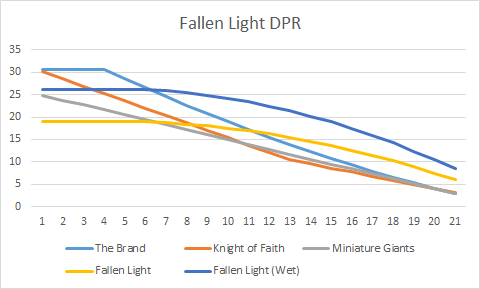 Fallen Light DPR
35
30
25
20
15
10
5
0
1 2 3 4 5 6 7 8 9 10 11 12 13 14 15 16 17 18 19 20 21
The Brand Knight of Faith Miniature Giants
Fallen Light Fallen Light (Wet)